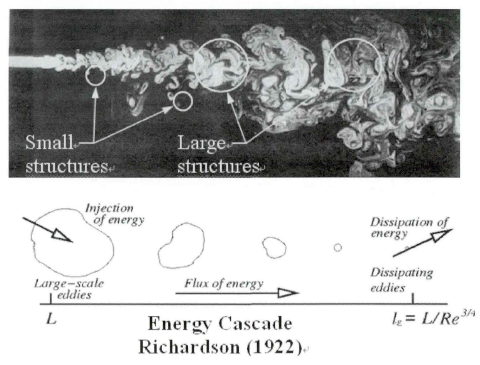 Small
structures
Large
structures
Injection
of energy
Dissipation of
energy
Large-scale
eddies
Flux of energy
Dissipating
eddies
L
lε = L/Re^3/4
Energy Cascade
Richardson (1922)